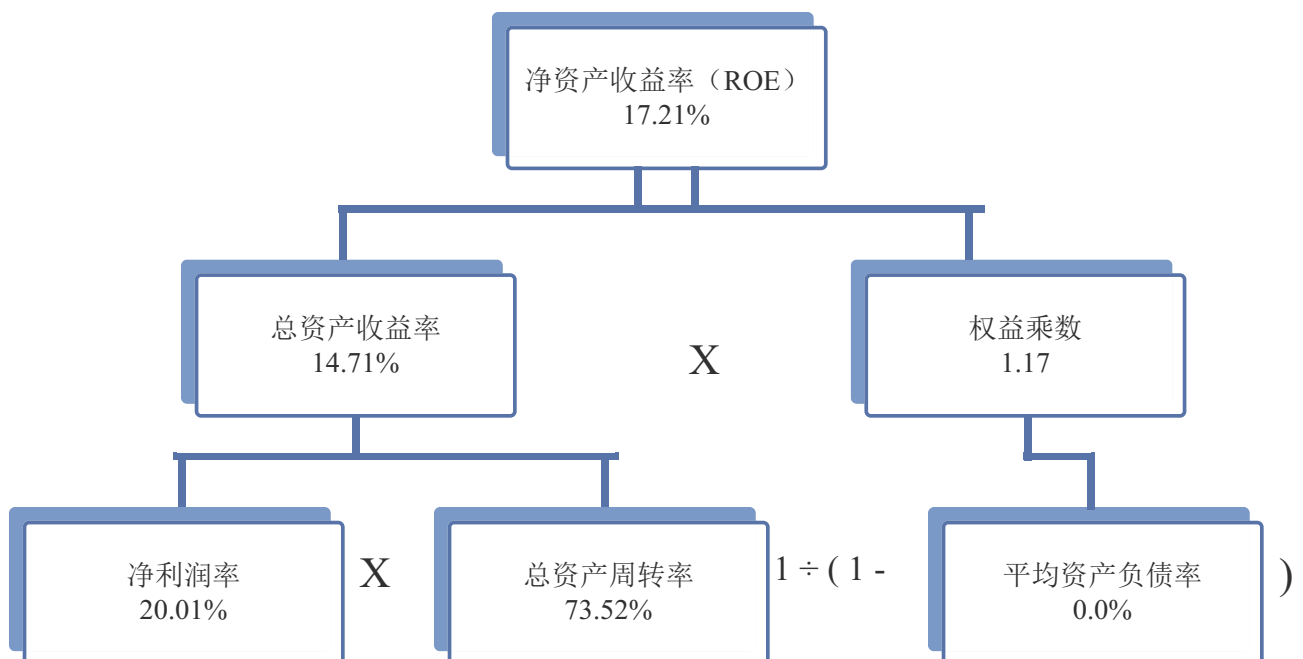 净资产收益率（ROE）
17.21%
总资产收益率
14.71%
X
权益乘数
1.17
净利润率
20.01%
X
总资产周转率
73.52%
1 ÷ ( 1 -
平均资产负债率
0.0%
)